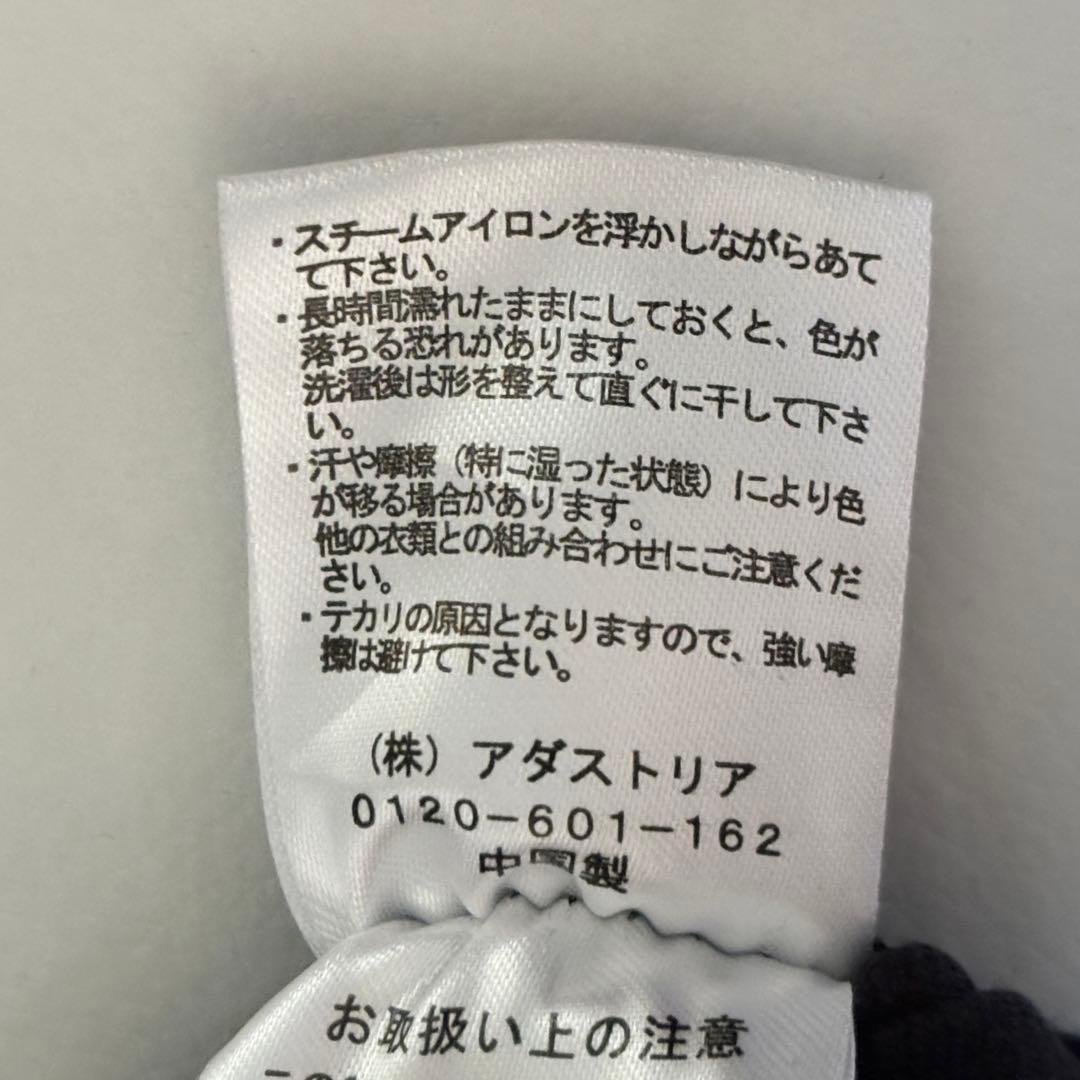 ・スチームアイロンを浮かしながらあて
て下さい。
・長時間濡れたままにしておくと、色が
落ちる恐れがあります。
洗濯後は形を整えて直ぐに干して下さ
い。
・汗や摩擦（特に湿った状態）により色
が移る場合があります。
他の衣類との組み合わせにご注意くだ
さい。
・テカリの原因となりますので、強い摩
擦は避けて下さい。
（株）アダストリア
0120-601-162
中国製
お取扱い上の注意